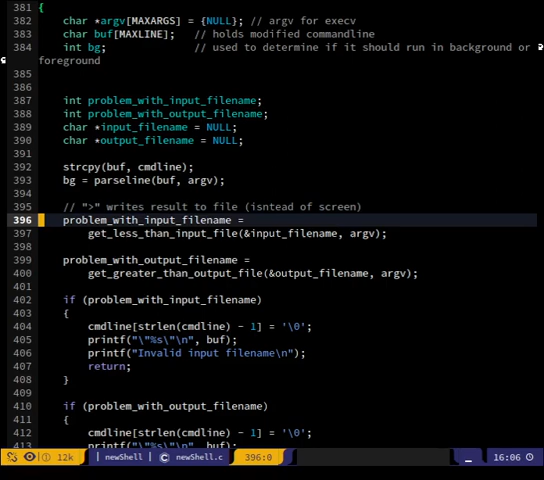 381 {
382     char *argv[MAXARGS] = {NULL}; // argv for execv
383     char buf[MAXLINE];   // holds modified commandline
384     int bg;              // used to determine if it should run in background or
foreground
385
386
387     int problem_with_input_filename;
388     int problem_with_output_filename;
389     char *input_filename = NULL;
390     char *output_filename = NULL;
391
392     strcpy(buf, cmdline);
393     bg = parseline(buf, argv);
394
395     // ">" writes result to file (isntead of screen)
396     problem_with_input_filename =
397         get_less_than_input_file(&input_filename, argv);
398
399     problem_with_output_filename =
400         get_greater_than_output_file(&output_filename, argv);
401
402     if (problem_with_input_filename)
403     {
404         cmdline[strlen(cmdline) - 1] = '\0';
405         printf("\"%s\"\n", buf);
406         printf("Invalid input filename\n");
407         return;
408     }
409
410     if (problem_with_output_filename)
411     {
412         cmdline[strlen(cmdline) - 1] = '\0';
413         printf("\"%s\"\n", buf);
① 12k | newShell | C newShell.c 396:0 16:06